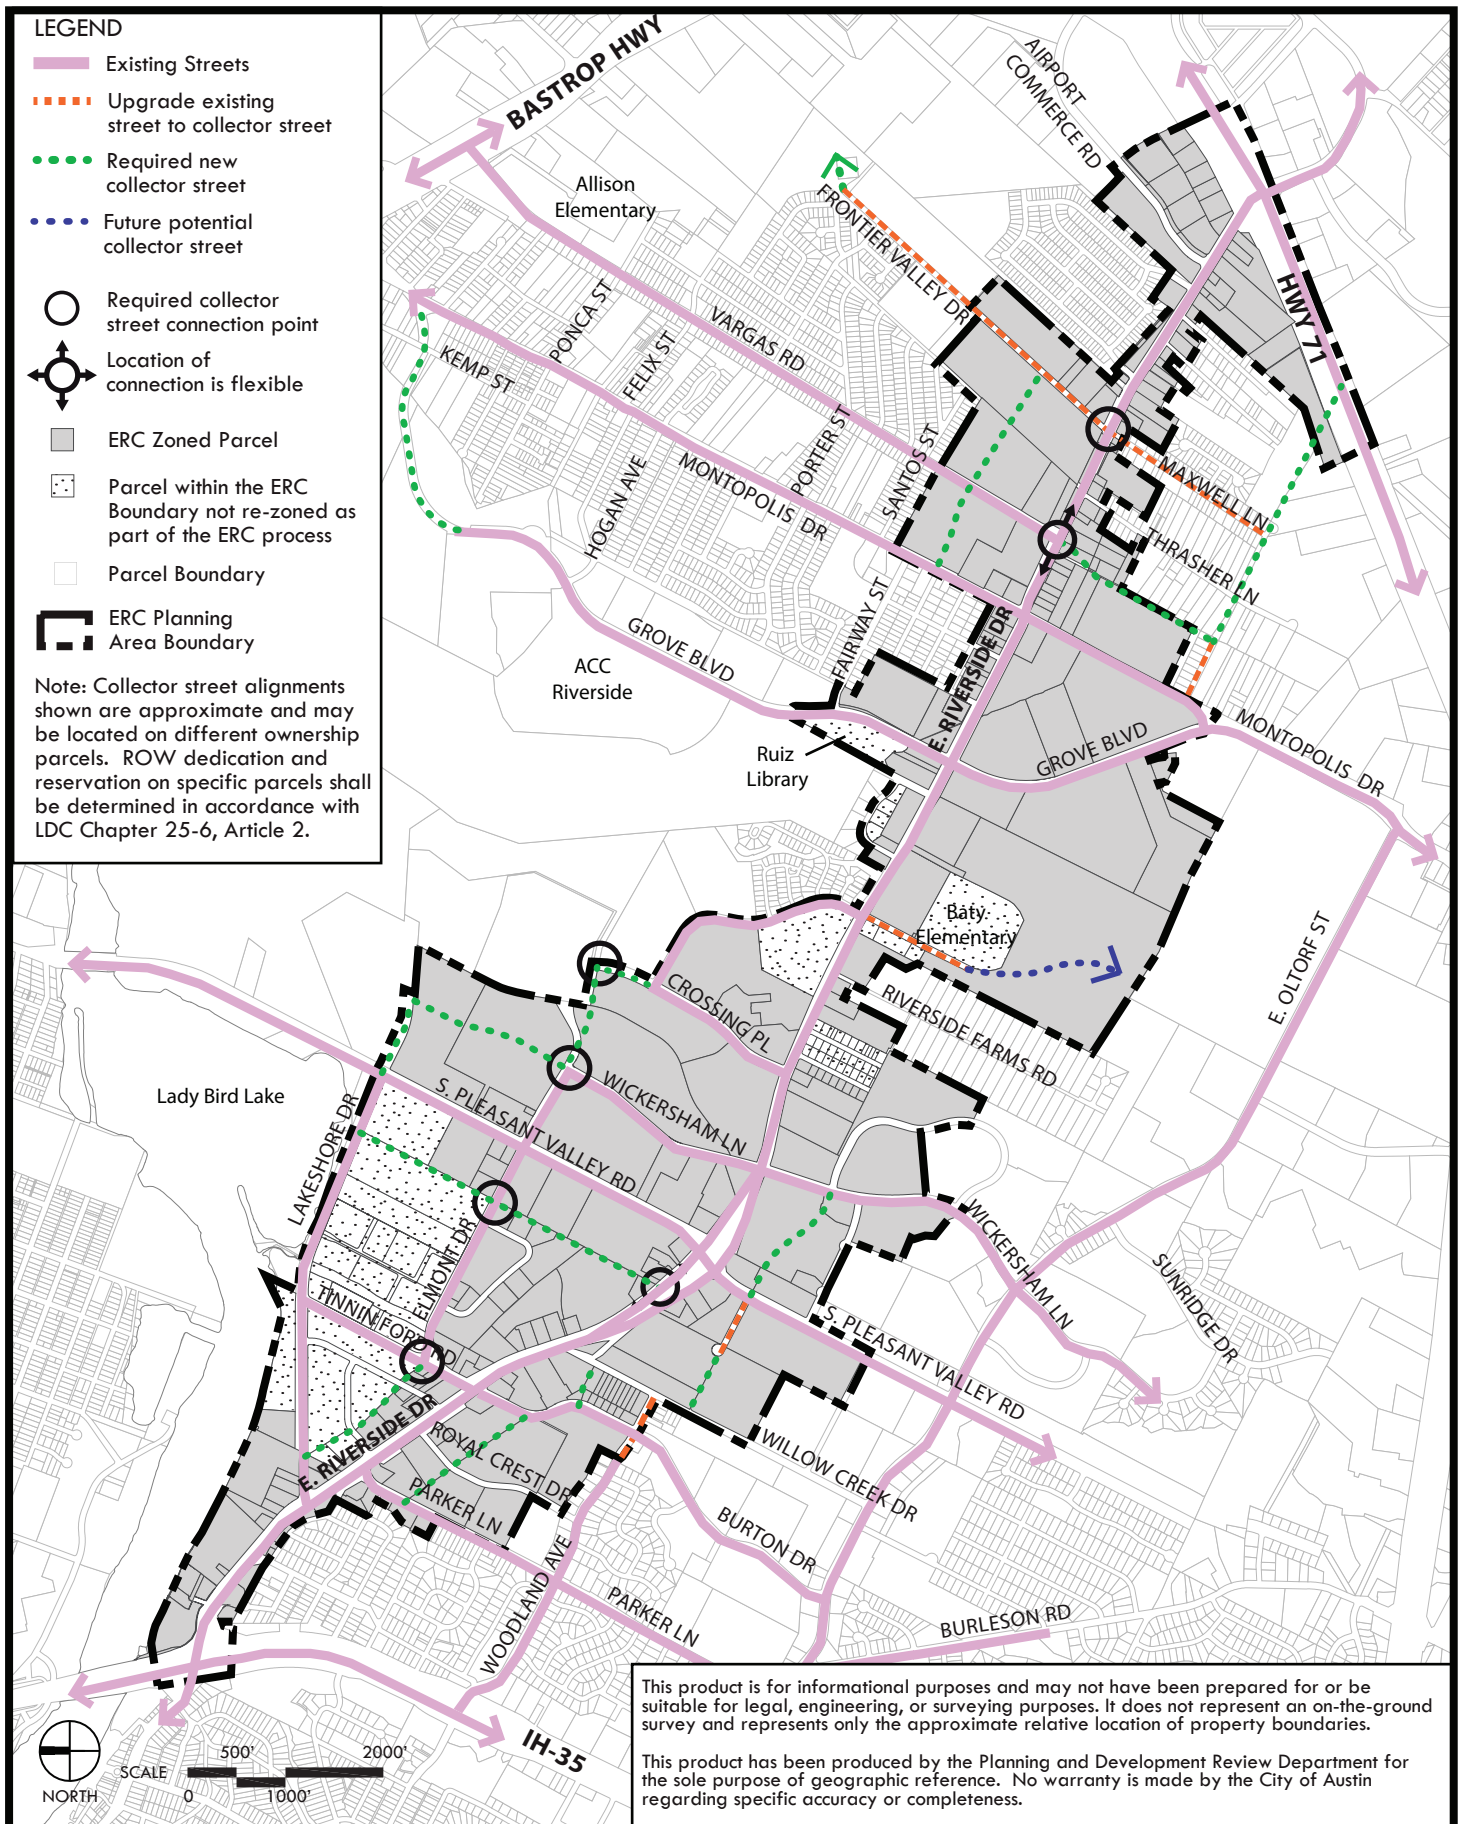 LEGEND
Existing Streets
Upgrade existing
street to collector street
Required new
collector street
Future potential
collector street
Required collector
street connection point
Location of
connection is flexible
ERC Zoned Parcel
Parcel within the ERC
Boundary not re-zoned as
part of the ERC process
Parcel Boundary
ERC Planning
Area Boundary
Note: Collector street alignments
shown are approximate and may
be located on different ownership
parcels. ROW dedication and
reservation on specific parcels shall
be determined in accordance with
LDC Chapter 25-6, Article 2.
BASTROP HWY
AIRPORT
COMMERCE RD
Allison
Elementary
FRONTIER VALLEY DR
HWY 71
PONCA ST
VARGAS RD
FELIX ST
KEMP ST
PORTER ST
SANTOS ST
HOGAN AVE
MONTOPOLIS DR
MAXWELL LN
THRASHER LN
FAIRWAY ST
GROVE BLVD
ACC
Riverside
E. RIVERSIDE DR
Ruiz
Library
GROVE BLVD
MONTOPOLIS DR
Baty
Elementary
E. OLTORF ST
CROSSING PL
RIVERSIDE FARMS RD
Lady Bird Lake
LAKESHORE DR
S. PLEASANT VALLEY RD
WICKERSHAM LN
WICKERSHAM LN
SUNRIDGE DR
ELMONT DR
TINNIN FORD RD
S. PLEASANT VALLEY RD
E. RIVERSIDE DR
ROYAL CREST DR
PARKER LN
WILLOW CREEK DR
BURTON DR
WOODLAND AVE
PARKER LN
BURLESON RD
IH-35
NORTH
SCALE
500'
2000'
0
1000'
This product is for informational purposes and may not have been prepared for or be
suitable for legal, engineering, or surveying purposes. It does not represent an on-the-ground
survey and represents only the approximate relative location of property boundaries.
This product has been produced by the Planning and Development Review Department for
the sole purpose of geographic reference. No warranty is made by the City of Austin
regarding specific accuracy or completeness.